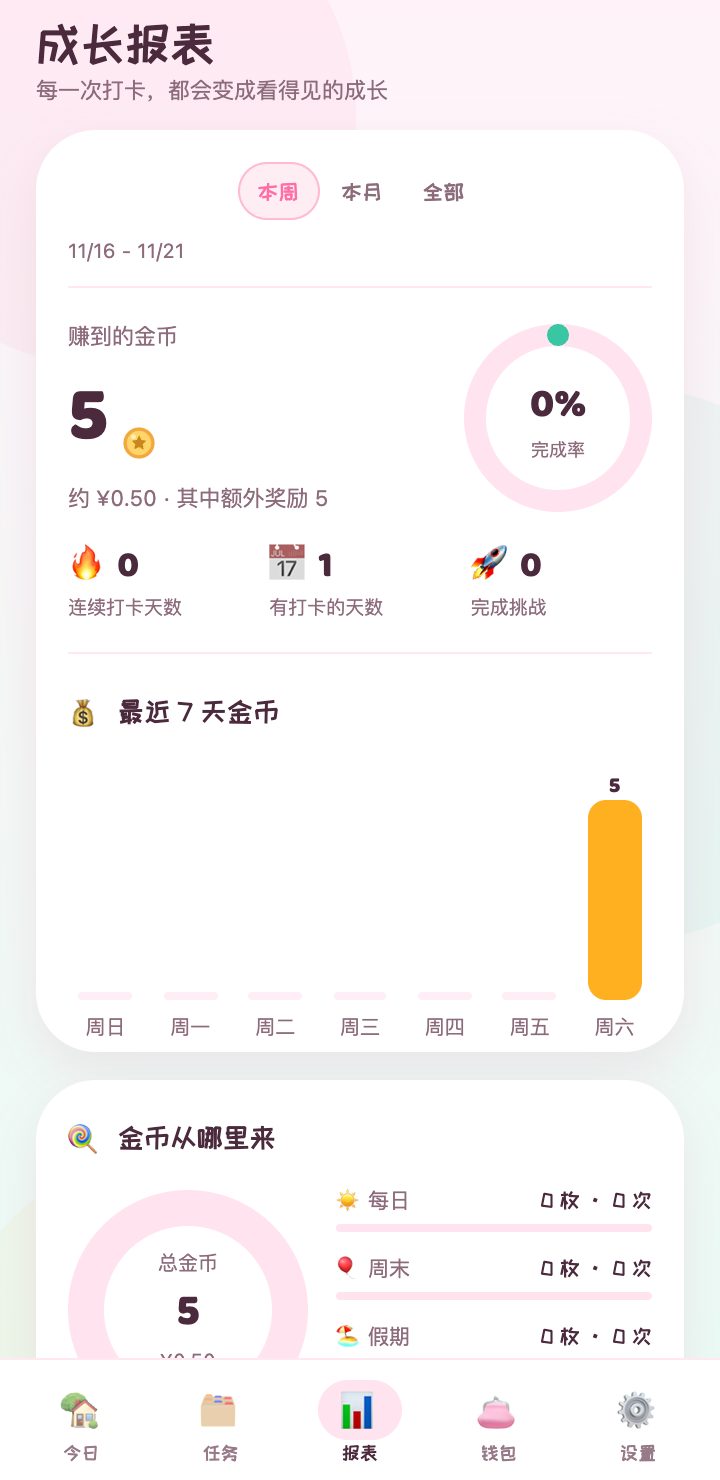 成长报表
每一次打卡，都会变成看得见的成长
本周 本月 全部
11/16 - 11/21
赚到的金币
5
0%
完成率
约 ¥0.50 · 其中额外奖励 5
0 JUL 17 1 0
连续打卡天数 有打卡的天数 完成挑战
$ 最近 7 天金币
5
周日 周一 周二 周三 周四 周五 周六
金币从哪里来
每日 0 枚 · 0 次
总金币
周末 0 枚 · 0 次
5
假期 0 枚 · 0 次
¥0.50
今日 任务 报表 钱包 设置